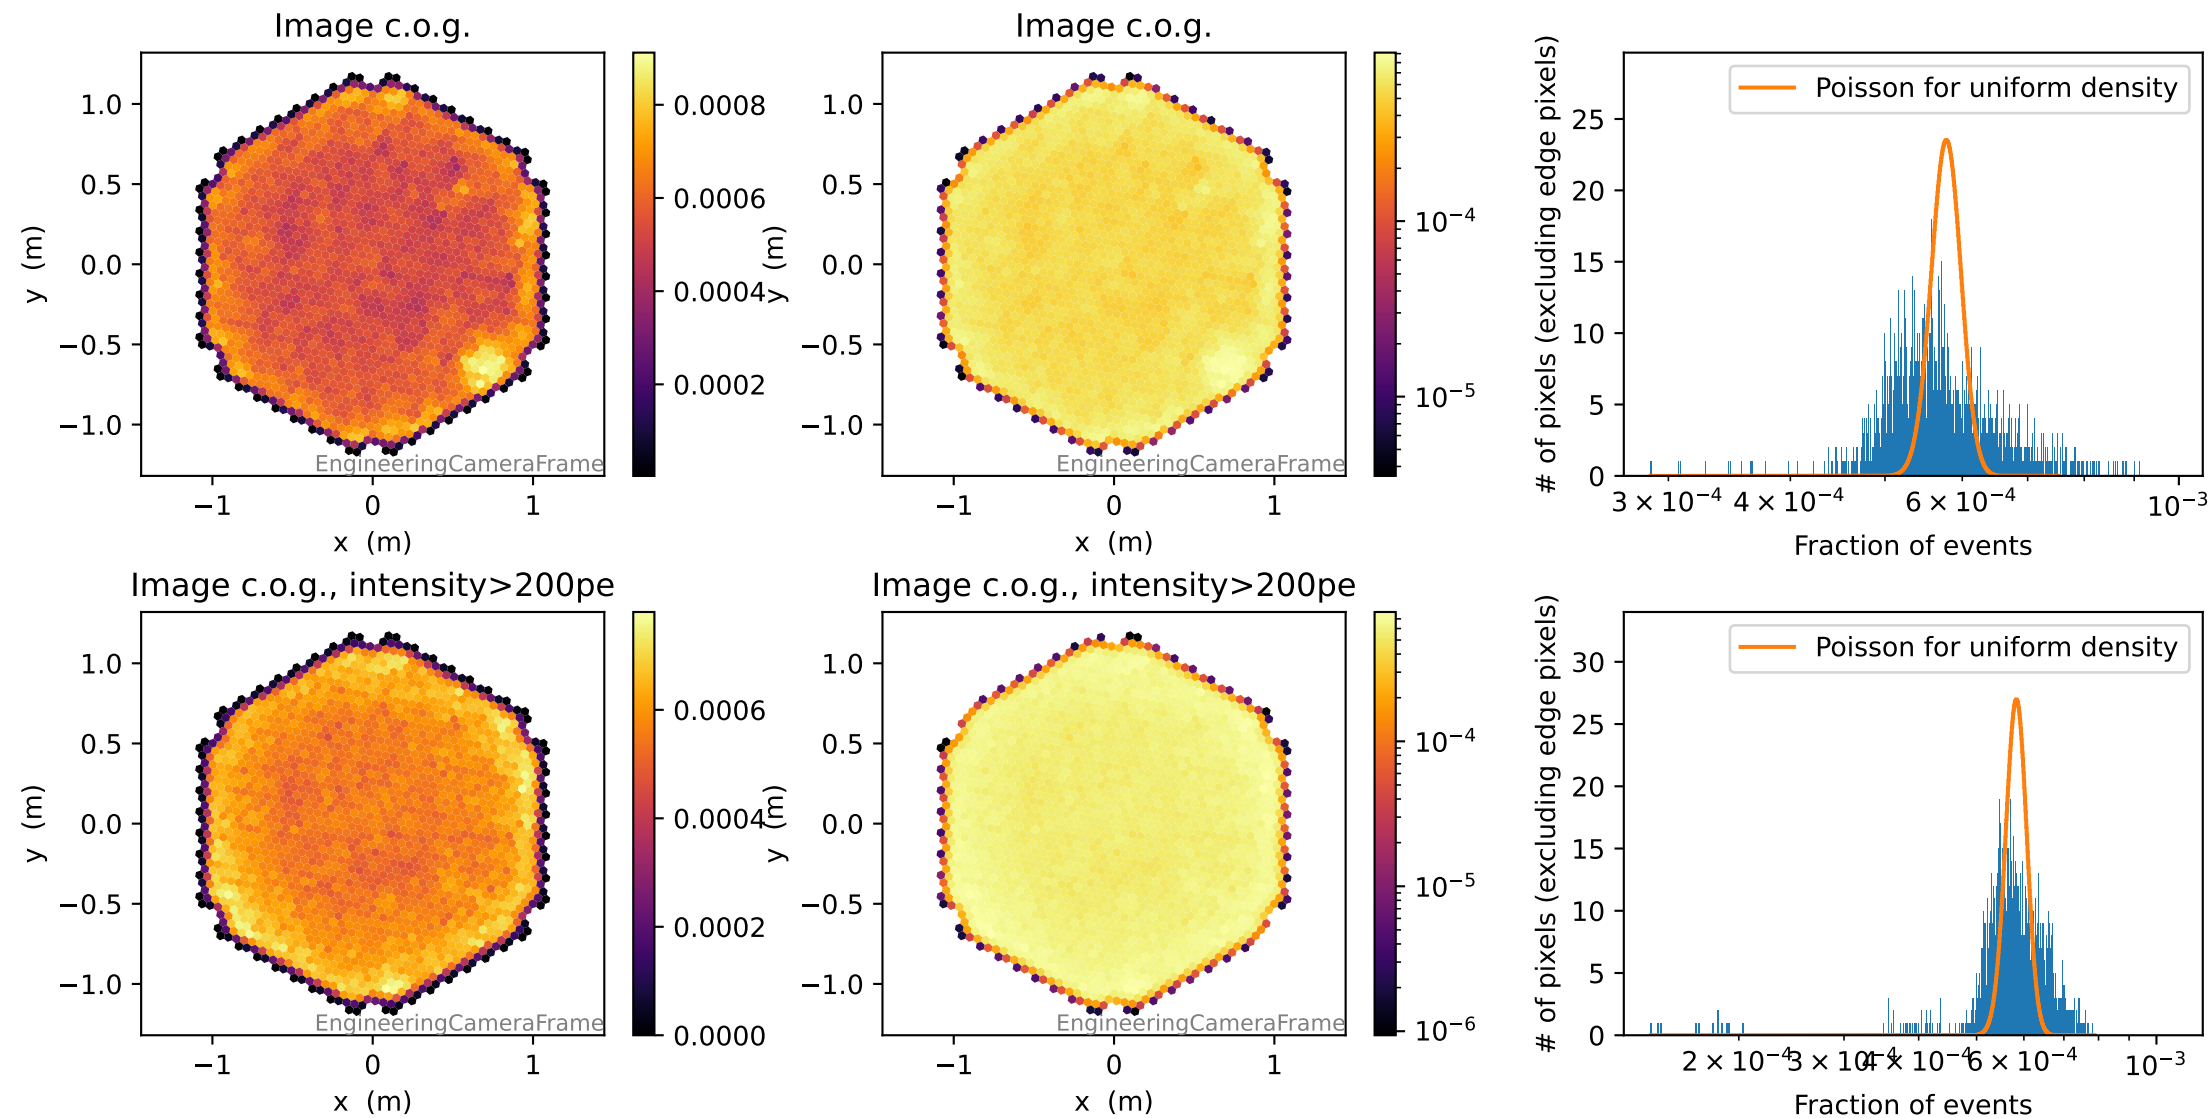 Image c.o.g.
1.0
0.5
0.0
−0.5
−1.0
y (m)
−1
0
1
x (m)
EngineeringCameraFrame
0.0008
0.0006
0.0004
0.0002
Image c.o.g.
1.0
0.5
0.0
−0.5
−1.0
y (m)
−1
0
1
x (m)
EngineeringCameraFrame
10⁻⁴
10⁻⁵
Poisson for uniform density
# of pixels (excluding edge pixels)
25
20
15
10
5
0
3 × 10⁻⁴
4 × 10⁻⁴
6 × 10⁻⁴
10⁻³
Fraction of events
Image c.o.g., intensity>200pe
1.0
0.5
0.0
−0.5
−1.0
y (m)
−1
0
1
x (m)
EngineeringCameraFrame
0.0006
0.0004
0.0002
0.0000
Image c.o.g., intensity>200pe
1.0
0.5
0.0
−0.5
−1.0
y (m)
−1
0
1
x (m)
EngineeringCameraFrame
10⁻⁴
10⁻⁵
10⁻⁶
Poisson for uniform density
# of pixels (excluding edge pixels)
30
25
20
15
10
5
0
2 × 10⁻⁴
3 × 10⁻⁴
4 × 10⁻⁴
6 × 10⁻⁴
10⁻³
Fraction of events